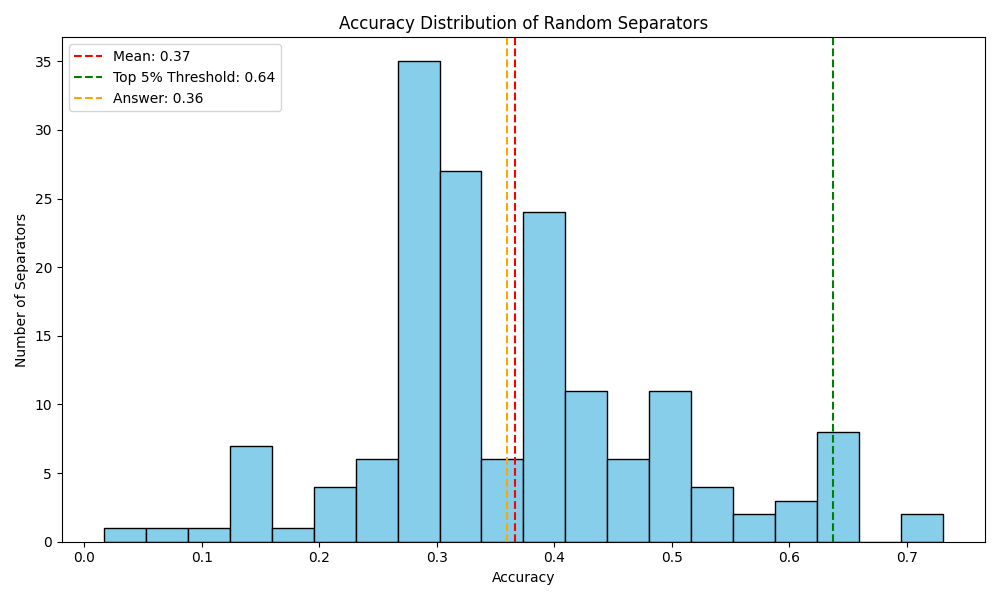 Accuracy Distribution of Random Separators
Mean: 0.37
Top 5% Threshold: 0.64
Answer: 0.36
Number of Separators
35
30
25
20
15
10
5
0
0.0 0.1 0.2 0.3 0.4 0.5 0.6 0.7
Accuracy